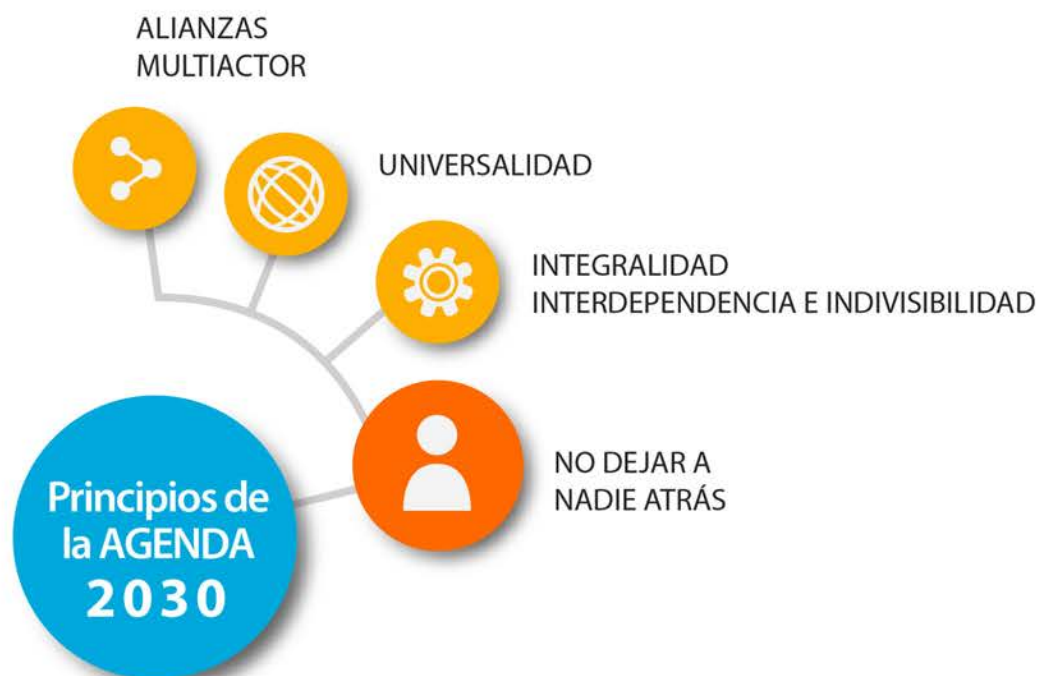 ALIANZAS
MULTIACTOR
UNIVERSALIDAD
INTEGRALIDAD
INTERDEPENDENCIA E INDIVISIBILIDAD
NO DEJAR A
NADIE ATRÁS
Principios de
la AGENDA
2030